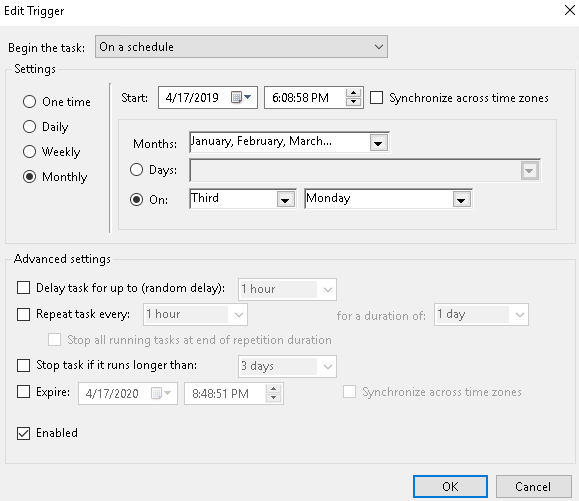 Edit Trigger
Begin the task: On a schedule
Settings
One time
Daily
Weekly
Monthly
Start: 4/17/2019 6:08:58 PM Synchronize across time zones
Months: January, February, March...
Days:
On: Third Monday
Advanced settings
Delay task for up to (random delay): 1 hour
Repeat task every: 1 hour for a duration of: 1 day
Stop all running tasks at end of repetition duration
Stop task if it runs longer than: 3 days
Expire: 4/17/2020 8:48:51 PM Synchronize across time zones
Enabled
OK Cancel